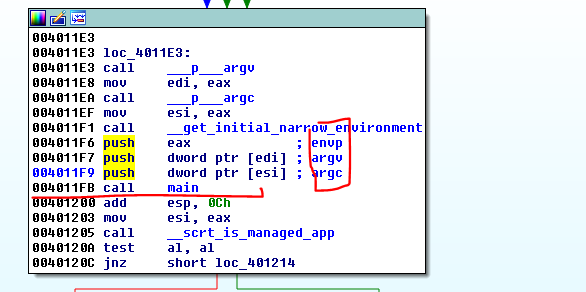 004011E3
004011E3 loc_4011E3:
004011E3 call ___p___argv
004011E8 mov edi, eax
004011EA call ___p___argc
004011EF mov esi, eax
004011F1 call __get_initial_narrow_environment
004011F6 push eax ; envp
004011F7 push dword ptr [edi] ; argv
004011F9 push dword ptr [esi] ; argc
004011FB call main
00401200 add esp, 0Ch
00401203 mov esi, eax
00401205 call __scrt_is_managed_app
0040120A test al, al
0040120C jnz short loc_401214